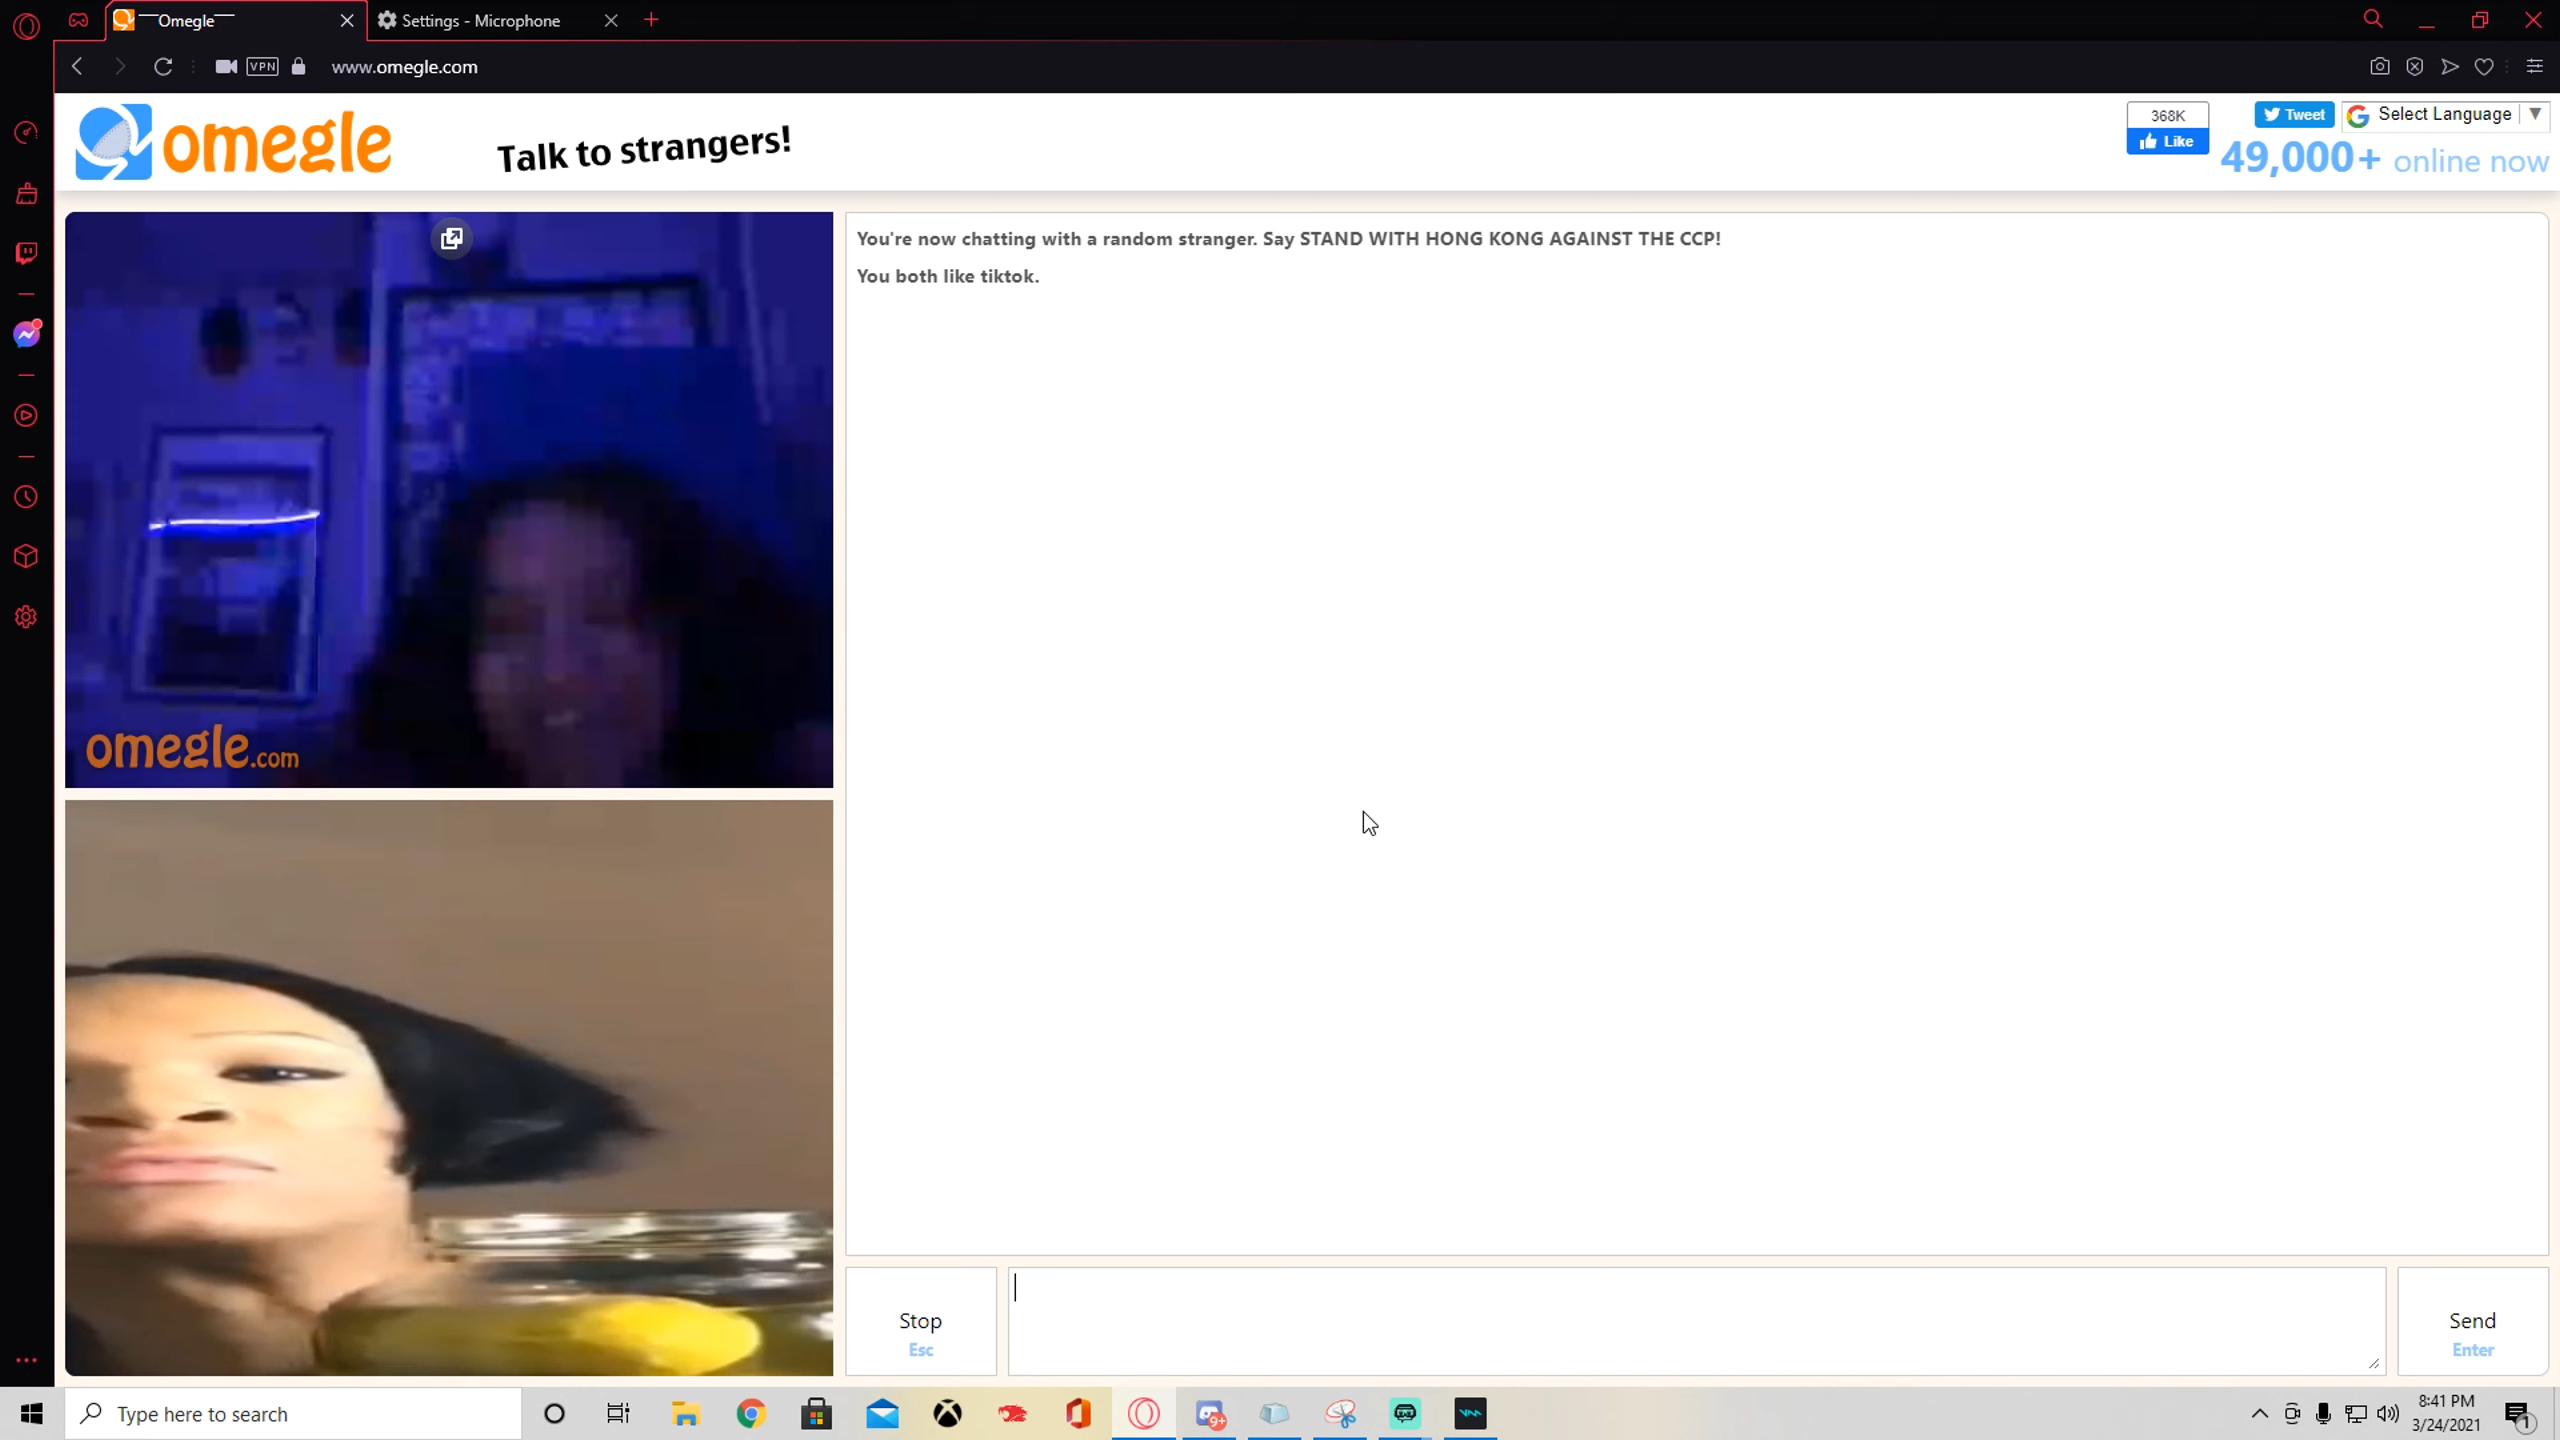 Omegle
Settings - Microphone
VPN
www.omegle.com
omegle
Talk to strangers!
368K
Like
Tweet
Select Language
49,000+ online now
You're now chatting with a random stranger. Say STAND WITH HONG KONG AGAINST THE CCP!
You both like tiktok.
omegle.com
Stop
Esc
Send
Enter
Type here to search
9+
8:41 PM
3/24/2021
1